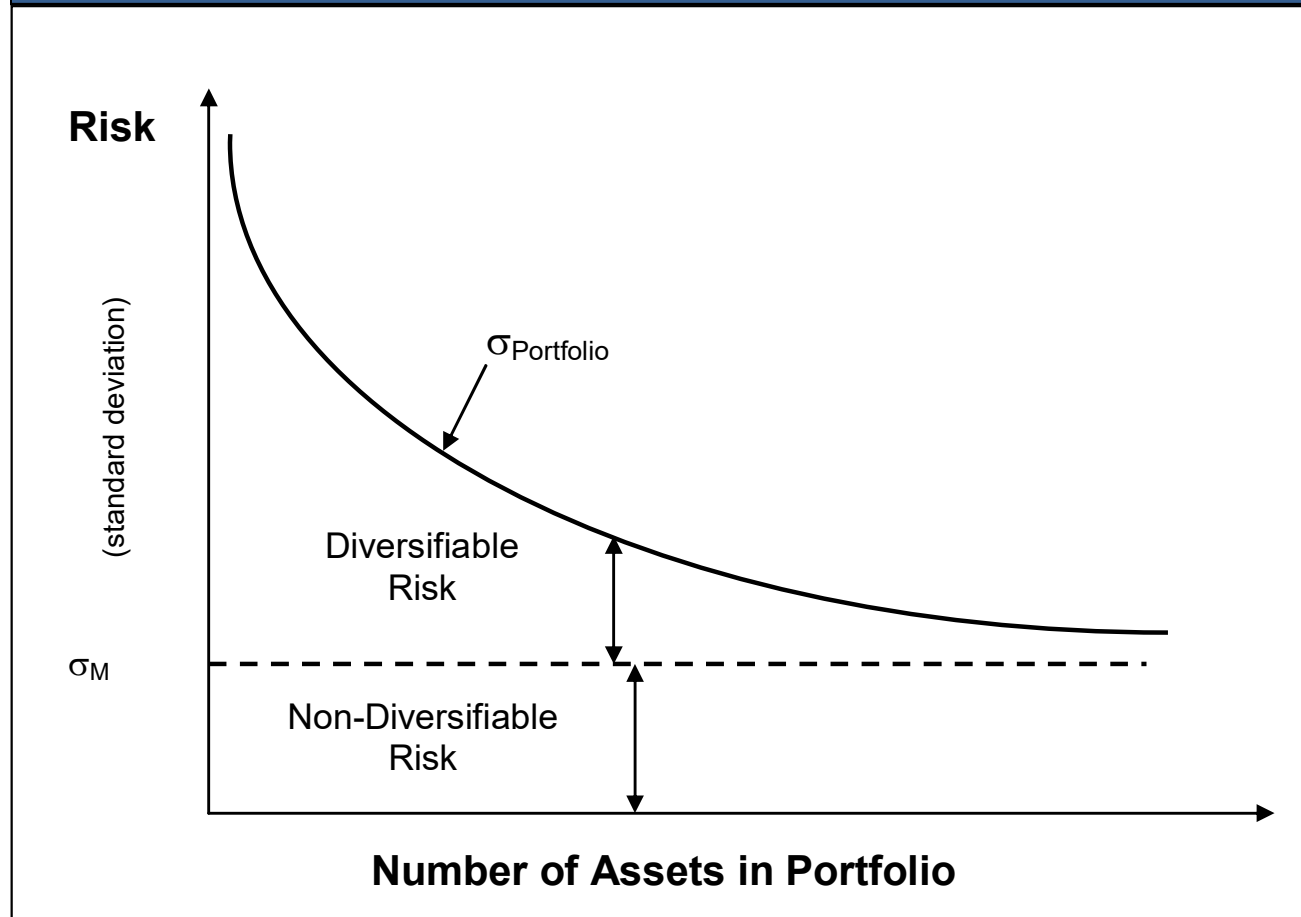 Risk
(standard deviation)
σPortfolio
Diversifiable
Risk
σM
Non-Diversifiable
Risk
Number of Assets in Portfolio